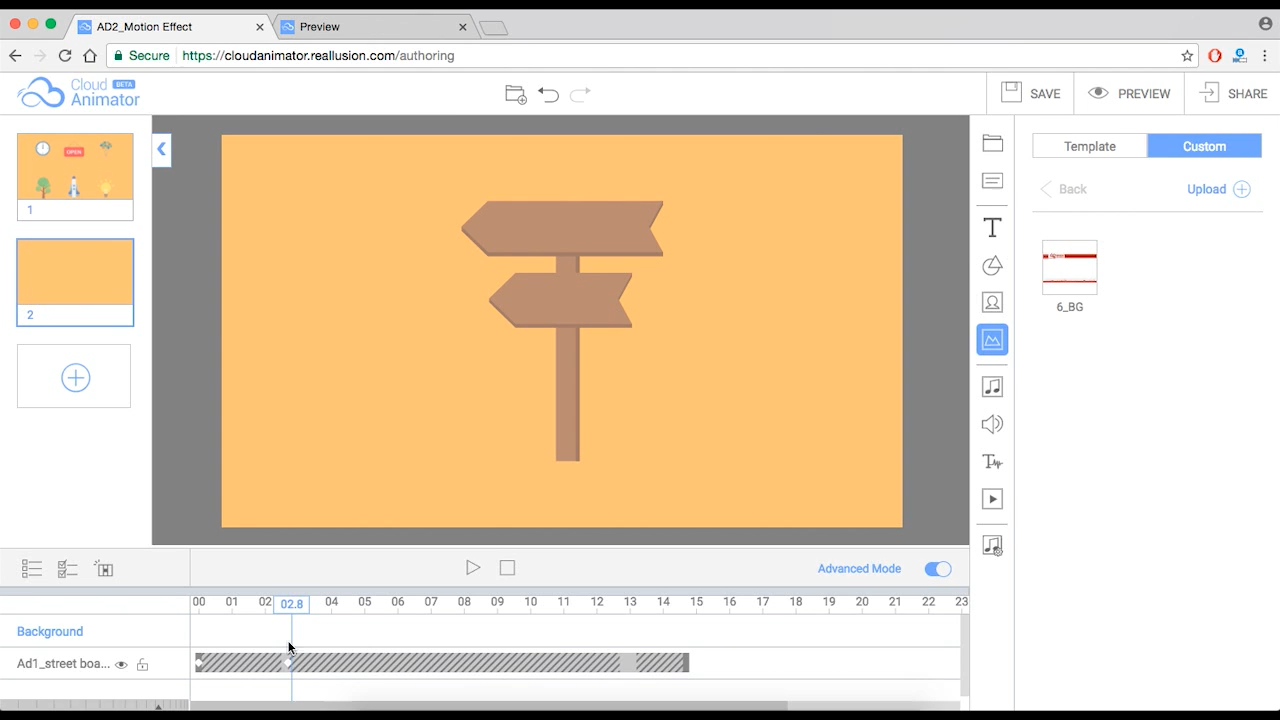 AD2_Motion Effect
Preview
Secure
https://cloudanimator.reallusion.com/authoring
Cloud BETA
Animator
SAVE
PREVIEW
SHARE
OPEN
1
2
Template
Custom
Back
Upload
6_BG
T
Advanced Mode
00 01 02 02.8 04 05 06 07 08 09 10 11 12 13 14 15 16 17 18 19 20 21 22 23
Background
Ad1_street boa...